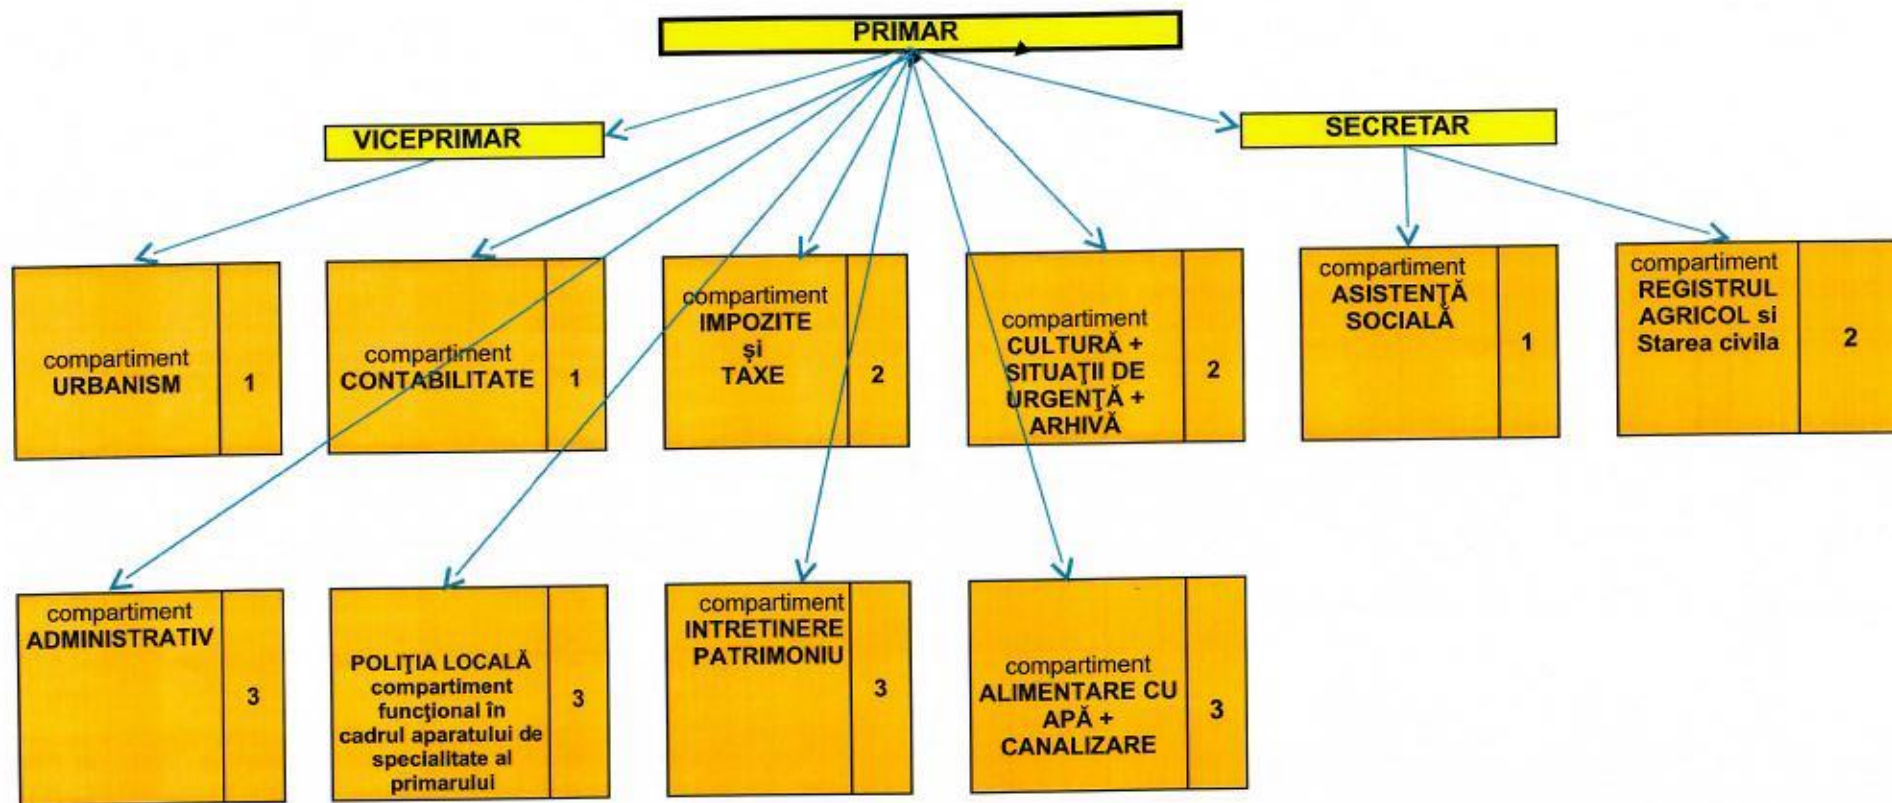 PRIMAR
VICEPRIMAR
SECRETAR
compartiment
URBANISM
1
compartiment
CONTABILITATE
1
compartiment
IMPOZITE
și
TAXE
2
compartiment
CULTURĂ +
SITUAŢII DE
URGENŢĂ +
ARHIVĂ
2
compartiment
ASISTENŢĂ
SOCIALĂ
1
compartiment
REGISTRUL
AGRICOL si
Starea civila
2
compartiment
ADMINISTRATIV
3
POLIŢIA LOCALĂ
compartiment
funcţional în
cadrul aparatului de
specialitate al
primarului
3
compartiment
INTRETINERE
PATRIMONIU
3
compartiment
ALIMENTARE CU
APĂ +
CANALIZARE
3